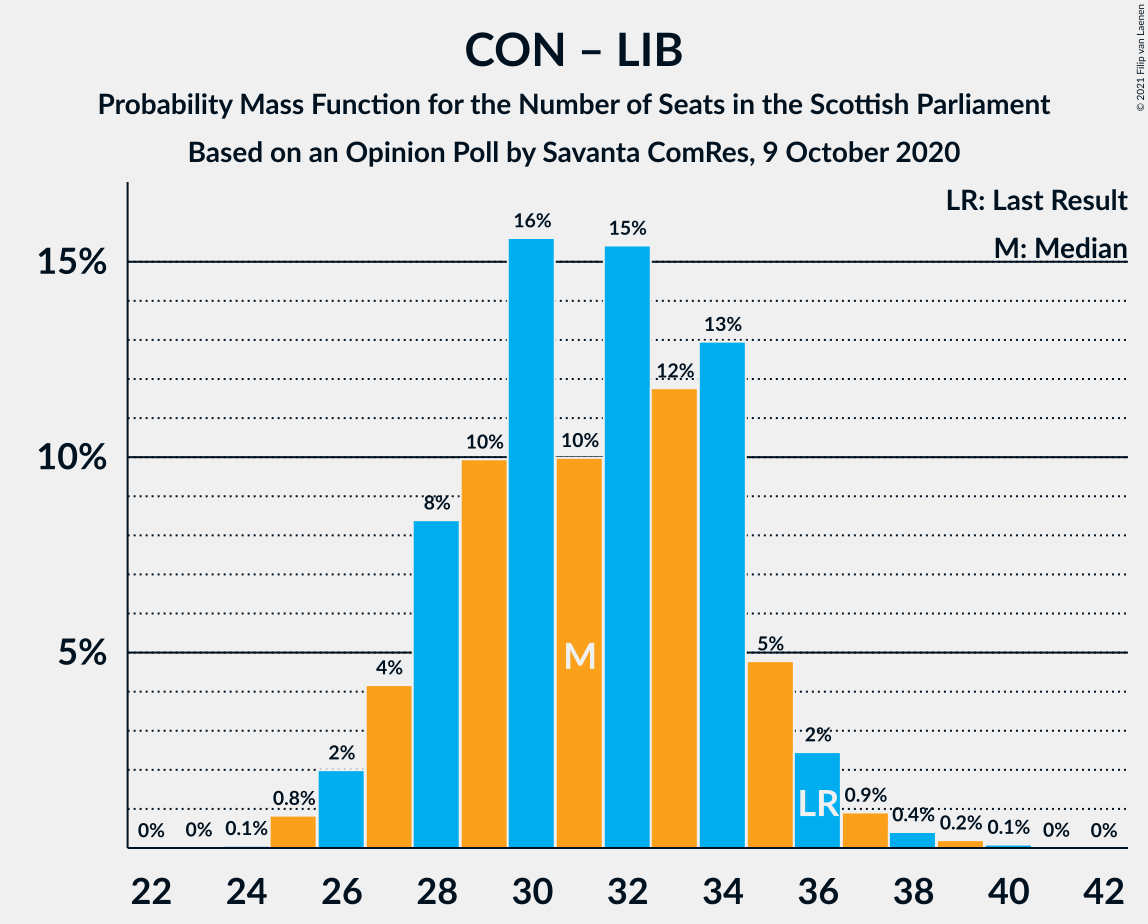 CON – LIB
Probability Mass Function for the Number of Seats in the Scottish Parliament
Based on an Opinion Poll by Savanta ComRes, 9 October 2020
© 2021 Filip van Laenen
LR: Last Result
M: Median
15%
10%
5%
0% 0% 0.1% 0.8% 2% 4% 8% 10% 16% 10% 15% 12% 13% 5% 2% 0.9% 0.4% 0.2% 0.1% 0% 0%
M
LR
22 24 26 28 30 32 34 36 38 40 42